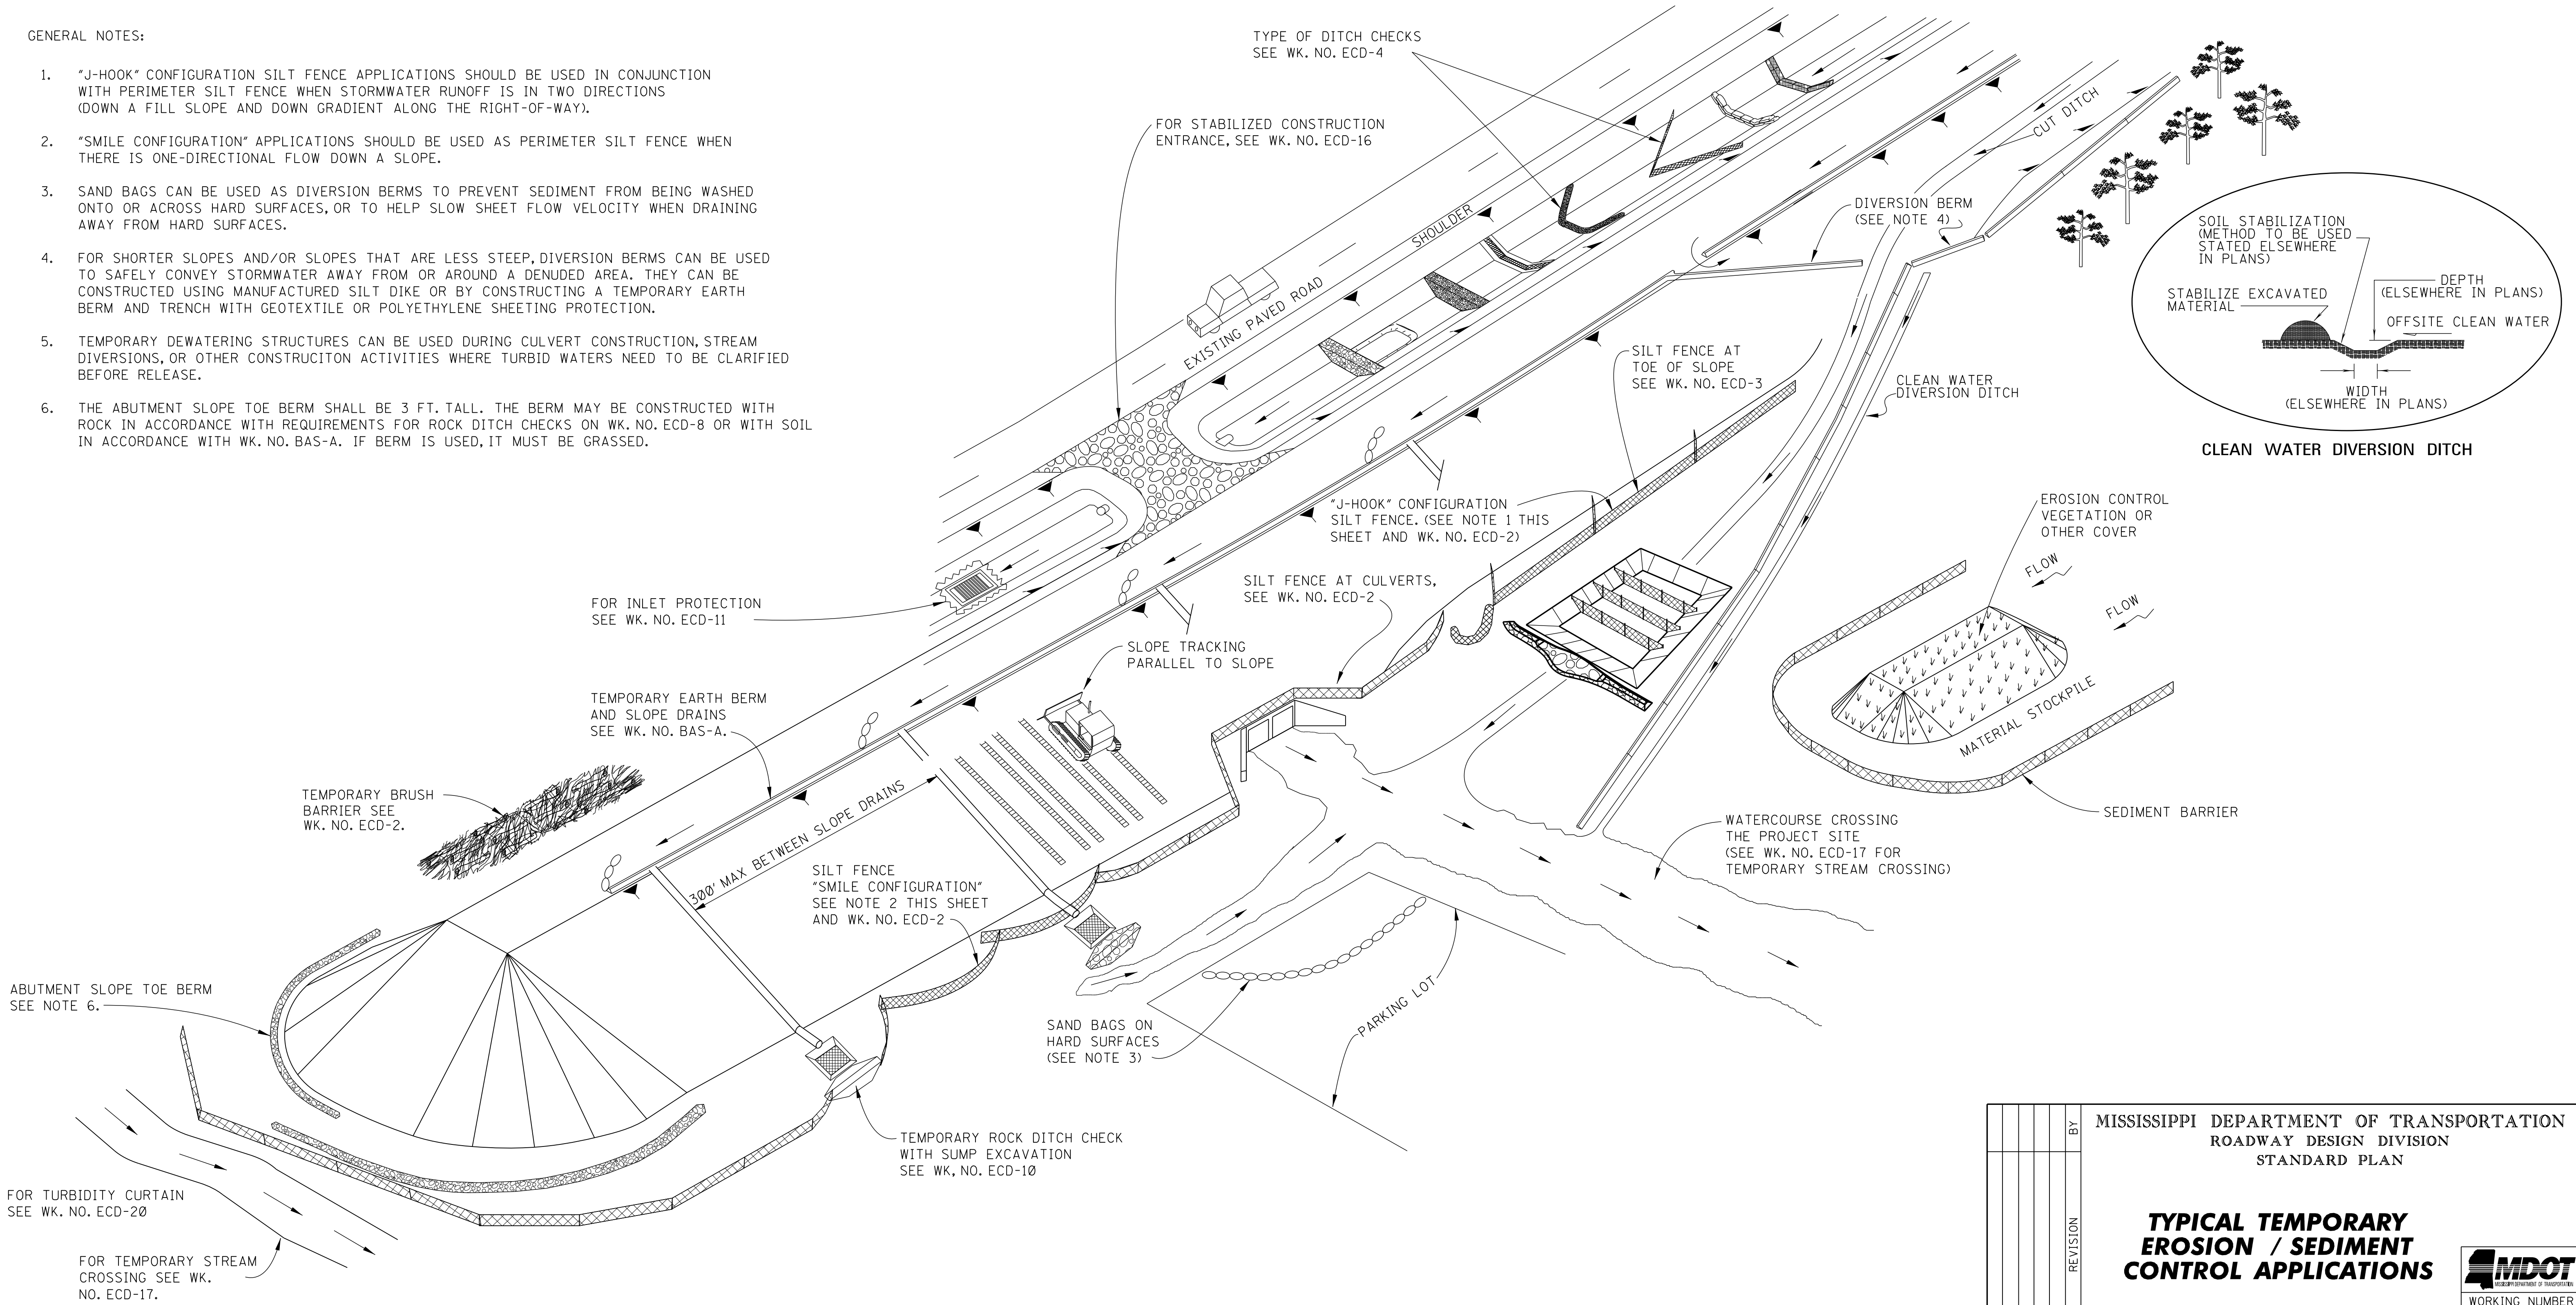 GENERAL NOTES:
1. "J-HOOK" CONFIGURATION SILT FENCE APPLICATIONS SHOULD BE USED IN CONJUNCTION
WITH PERIMETER SILT FENCE WHEN STORMWATER RUNOFF IS IN TWO DIRECTIONS
(DOWN A FILL SLOPE AND DOWN GRADIENT ALONG THE RIGHT-OF-WAY).
2. "SMILE CONFIGURATION" APPLICATIONS SHOULD BE USED AS PERIMETER SILT FENCE WHEN
THERE IS ONE-DIRECTIONAL FLOW DOWN A SLOPE.
3. SAND BAGS CAN BE USED AS DIVERSION BERMS TO PREVENT SEDIMENT FROM BEING WASHED
ONTO OR ACROSS HARD SURFACES, OR TO HELP SLOW SHEET FLOW VELOCITY WHEN DRAINING
AWAY FROM HARD SURFACES.
4. FOR SHORTER SLOPES AND/OR SLOPES THAT ARE LESS STEEP, DIVERSION BERMS CAN BE USED
TO SAFELY CONVEY STORMWATER AWAY FROM OR AROUND A DENUDED AREA. THEY CAN BE
CONSTRUCTED USING MANUFACTURED SILT DIKE OR BY CONSTRUCTING A TEMPORARY EARTH
BERM AND TRENCH WITH GEOTEXTILE OR POLYETHYLENE SHEETING PROTECTION.
5. TEMPORARY DEWATERING STRUCTURES CAN BE USED DURING CULVERT CONSTRUCTION, STREAM
DIVERSIONS, OR OTHER CONSTRUCITON ACTIVITIES WHERE TURBID WATERS NEED TO BE CLARIFIED
BEFORE RELEASE.
6. THE ABUTMENT SLOPE TOE BERM SHALL BE 3 FT. TALL. THE BERM MAY BE CONSTRUCTED WITH
ROCK IN ACCORDANCE WITH REQUIREMENTS FOR ROCK DITCH CHECKS ON WK. NO. ECD-8 OR WITH SOIL
IN ACCORDANCE WITH WK. NO. BAS-A. IF BERM IS USED, IT MUST BE GRASSED.
TYPE OF DITCH CHECKS
SEE WK. NO. ECD-4
FOR STABILIZED CONSTRUCTION
ENTRANCE, SEE WK. NO. ECD-16
CUT DITCH
DIVERSION BERM
(SEE NOTE 4)
SHOULDER
EXISTING PAVED ROAD
SOIL STABILIZATION
(METHOD TO BE USED
STATED ELSEWHERE
IN PLANS)
DEPTH
(ELSEWHERE IN PLANS)
STABILIZE EXCAVATED
MATERIAL
OFFSITE CLEAN WATER
WIDTH
(ELSEWHERE IN PLANS)
CLEAN WATER DIVERSION DITCH
SILT FENCE AT
TOE OF SLOPE
SEE WK. NO. ECD-3
CLEAN WATER
DIVERSION DITCH
"J-HOOK" CONFIGURATION
SILT FENCE. (SEE NOTE 1 THIS
SHEET AND WK. NO. ECD-2)
EROSION CONTROL
VEGETATION OR
OTHER COVER
FLOW
FLOW
SILT FENCE AT CULVERTS,
SEE WK. NO. ECD-2
FOR INLET PROTECTION
SEE WK. NO. ECD-11
SLOPE TRACKING
PARALLEL TO SLOPE
TEMPORARY EARTH BERM
AND SLOPE DRAINS
SEE WK. NO. BAS-A.
MATERIAL STOCKPILE
SEDIMENT BARRIER
TEMPORARY BRUSH
BARRIER SEE
WK. NO. ECD-2.
300' MAX BETWEEN SLOPE DRAINS
WATERCOURSE CROSSING
THE PROJECT SITE
(SEE WK. NO. ECD-17 FOR
TEMPORARY STREAM CROSSING)
SILT FENCE
"SMILE CONFIGURATION"
SEE NOTE 2 THIS SHEET
AND WK. NO. ECD-2
ABUTMENT SLOPE TOE BERM
SEE NOTE 6.
SAND BAGS ON
HARD SURFACES
(SEE NOTE 3)
PARKING LOT
TEMPORARY ROCK DITCH CHECK
WITH SUMP EXCAVATION
SEE WK, NO. ECD-10
FOR TURBIDITY CURTAIN
SEE WK. NO. ECD-20
FOR TEMPORARY STREAM
CROSSING SEE WK.
NO. ECD-17.
BY
REVISION
MISSISSIPPI DEPARTMENT OF TRANSPORTATION
ROADWAY DESIGN DIVISION
STANDARD PLAN
TYPICAL TEMPORARY
EROSION / SEDIMENT
CONTROL APPLICATIONS
MDOT
MISSISSIPPI DEPARTMENT OF TRANSPORTATION
WORKING NUMBER